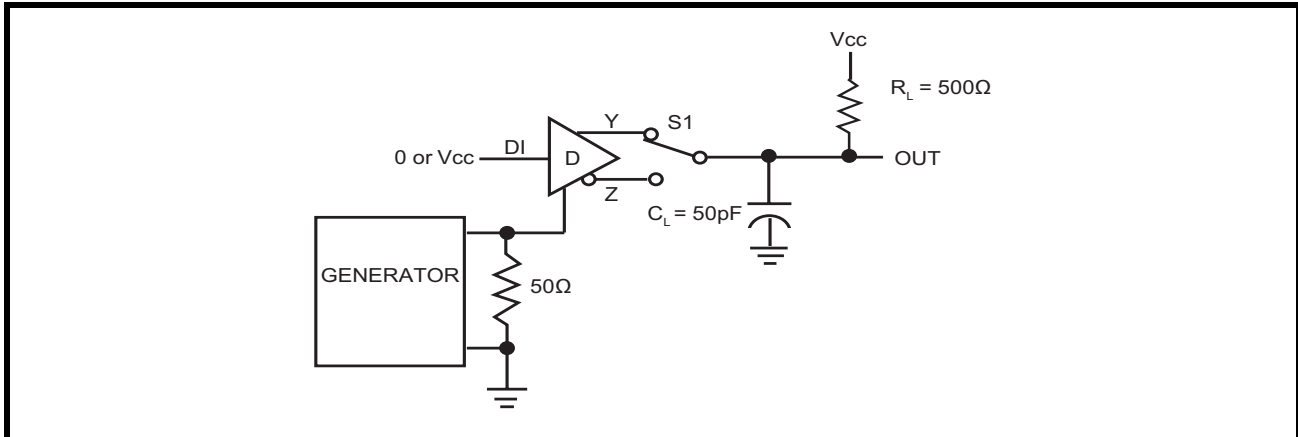 Vcc
R_L = 500Ω
Y
S1
DI
0 or Vcc
D
OUT
Z
C_L = 50pF
GENERATOR
50Ω